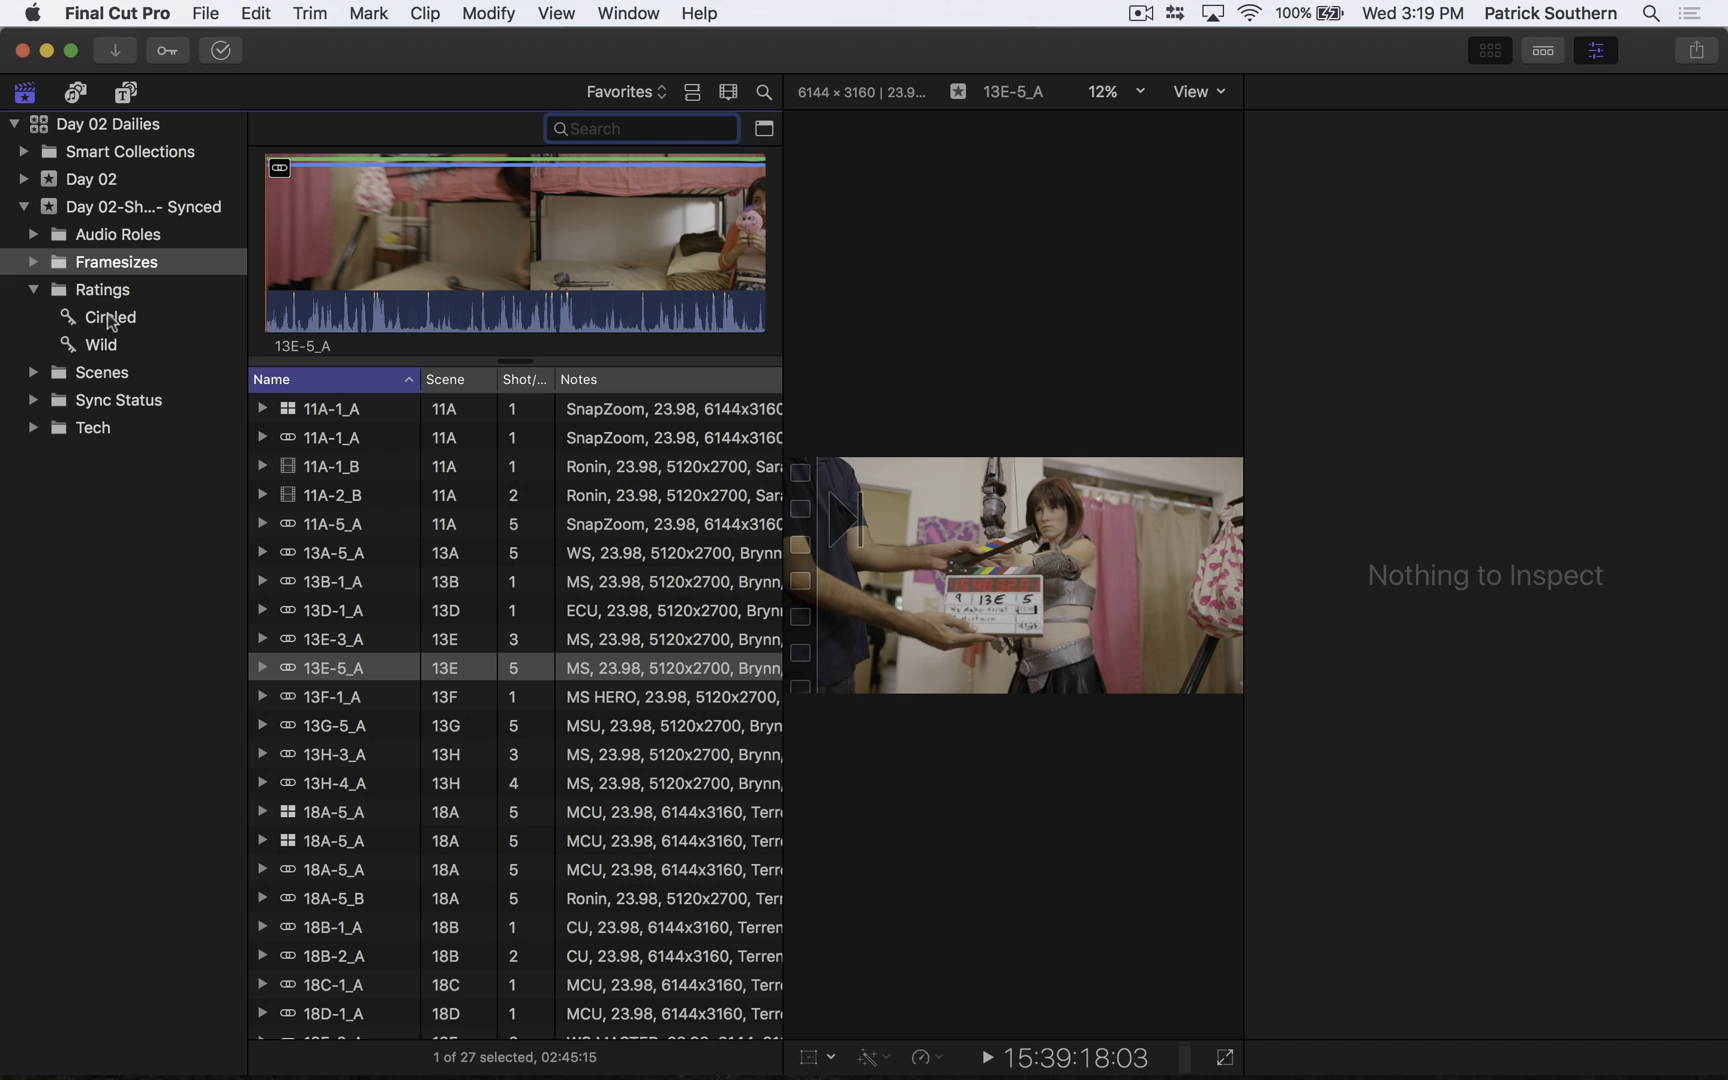 Final Cut Pro File Edit Trim Mark Clip Modify View Window Help 100% Wed 3:19 PM Patrick Southern
Favorites 6144 × 3160 | 23.9... 13E-5_A 12% View
Search
Day 02 Dailies
Smart Collections
Day 02
Day 02-Sh...- Synced
Audio Roles
Framesizes
Ratings
Circled
Wild
Scenes
Sync Status
Tech
13E-5_A
Name Scene Shot/... Notes
11A-1_A 11A 1 SnapZoom, 23.98, 6144x3160
11A-1_A 11A 1 SnapZoom, 23.98, 6144x3160
11A-1_B 11A 1 Ronin, 23.98, 5120x2700, Sara
11A-2_B 11A 2 Ronin, 23.98, 5120x2700, Sara
11A-5_A 11A 5 SnapZoom, 23.98, 6144x3160
13A-5_A 13A 5 WS, 23.98, 5120x2700, Brynn
13B-1_A 13B 1 MS, 23.98, 5120x2700, Brynn,
13D-1_A 13D 1 ECU, 23.98, 5120x2700, Brynn
13E-3_A 13E 3 MS, 23.98, 5120x2700, Brynn,
13E-5_A 13E 5 MS, 23.98, 5120x2700, Brynn,
13F-1_A 13F 1 MS HERO, 23.98, 5120x2700,
13G-5_A 13G 5 MSU, 23.98, 5120x2700, Bryn
13H-3_A 13H 3 MS, 23.98, 5120x2700, Brynn,
13H-4_A 13H 4 MS, 23.98, 5120x2700, Brynn,
18A-5_A 18A 5 MCU, 23.98, 6144x3160, Terre
18A-5_A 18A 5 MCU, 23.98, 6144x3160, Terre
18A-5_A 18A 5 MCU, 23.98, 6144x3160, Terre
18A-5_B 18A 5 Ronin, 23.98, 5120x2700, Terr
18B-1_A 18B 1 CU, 23.98, 6144x3160, Terren
18B-2_A 18B 2 CU, 23.98, 6144x3160, Terren
18C-1_A 18C 1 MCU, 23.98, 6144x3160, Terre
18D-1_A 18D 1 MCU, 23.98, 6144x3160, Terre
1 of 27 selected, 02:45:15
9 13E 5
15:39:18:03
Nothing to Inspect